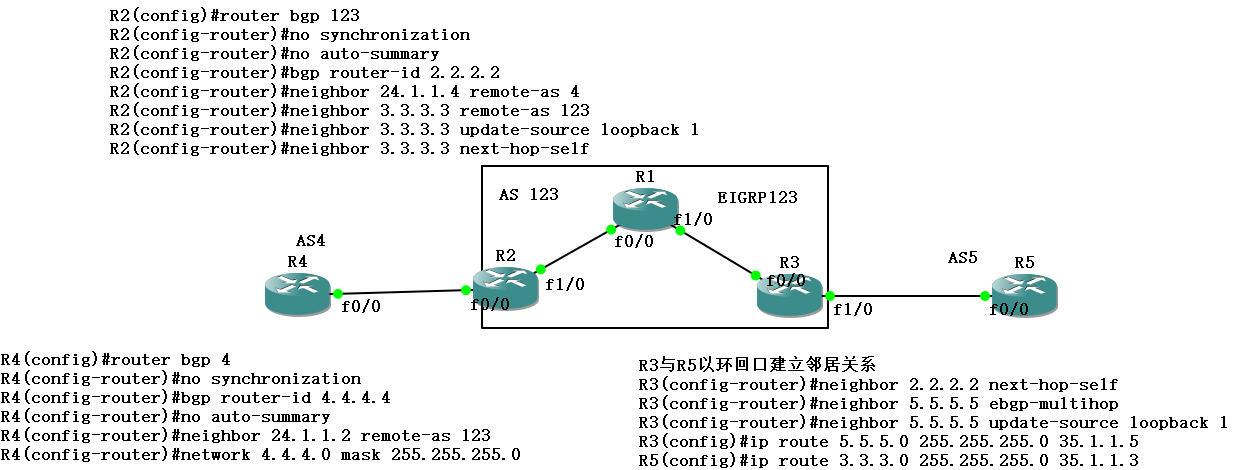 R2(config)#router bgp 123
R2(config-router)#no synchronization
R2(config-router)#no auto-summary
R2(config-router)#bgp router-id 2.2.2.2
R2(config-router)#neighbor 24.1.1.4 remote-as 4
R2(config-router)#neighbor 3.3.3.3 remote-as 123
R2(config-router)#neighbor 3.3.3.3 update-source loopback 1
R2(config-router)#neighbor 3.3.3.3 next-hop-self
R1
AS 123
EIGRP123
f1/0
f0/0
AS4
R4
R2
R3
AS5
R5
f0/0
f0/0
f1/0
f0/0
f1/0
f0/0
R4(config)#router bgp 4
R4(config-router)#no synchronization
R4(config-router)#bgp router-id 4.4.4.4
R4(config-router)#no auto-summary
R4(config-router)#neighbor 24.1.1.2 remote-as 123
R4(config-router)#network 4.4.4.0 mask 255.255.255.0
R3与R5以环回口建立邻居关系
R3(config-router)#neighbor 2.2.2.2 next-hop-self
R3(config-router)#neighbor 5.5.5.5 ebgp-multihop
R3(config-router)#neighbor 5.5.5.5 update-source loopback 1
R3(config)#ip route 5.5.5.0 255.255.255.0 35.1.1.5
R5(config)#ip route 3.3.3.0 255.255.255.0 35.1.1.3